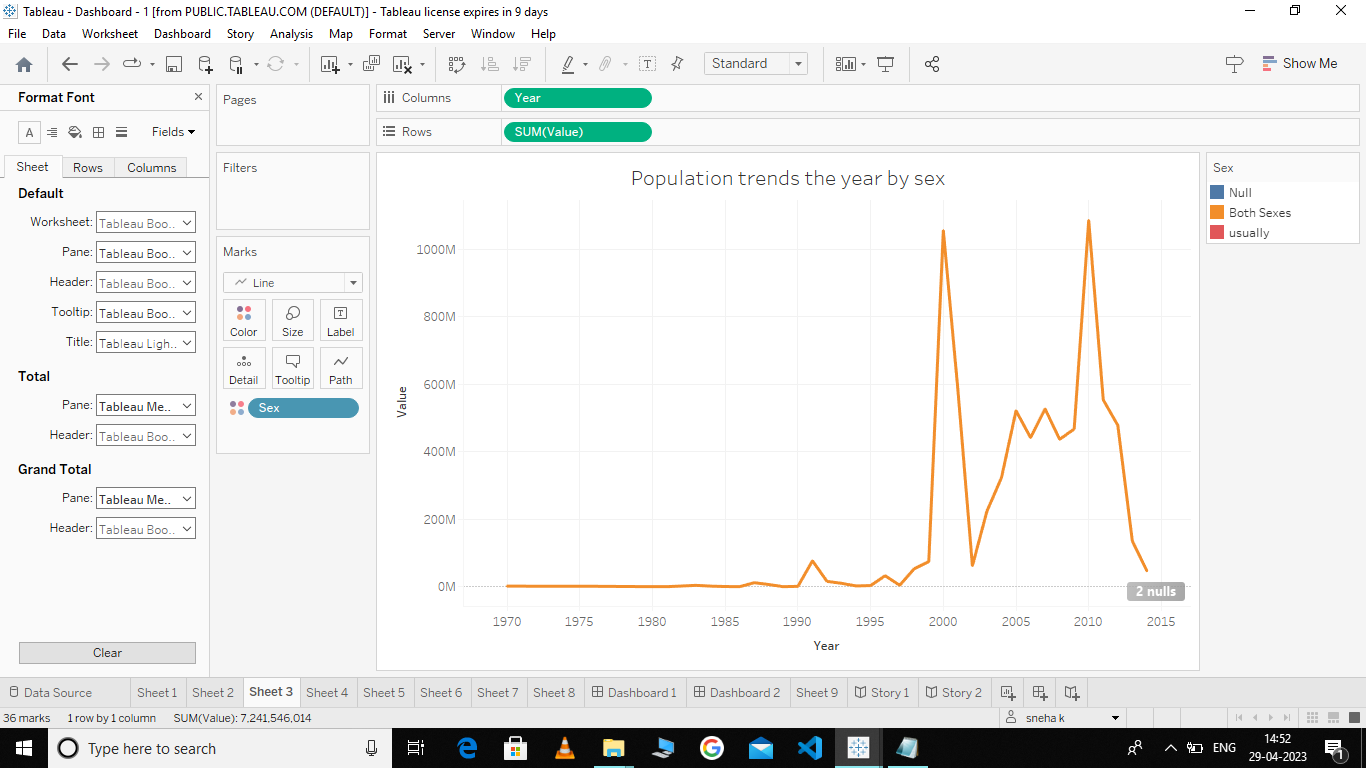 Tableau - Dashboard - 1 [from PUBLIC.TABLEAU.COM (DEFAULT)] - Tableau license expires in 9 days
File Data Worksheet Dashboard Story Analysis Map Format Server Window Help
Standard
Show Me
Format Font
A
Fields
Sheet Rows Columns
Default
Worksheet: Tableau Boo..
Pane: Tableau Boo..
Header: Tableau Boo..
Tooltip: Tableau Boo..
Title: Tableau Ligh..
Total
Pane: Tableau Me..
Header: Tableau Boo..
Grand Total
Pane: Tableau Me..
Header: Tableau Boo..
Clear
Pages
Filters
Marks
Line
Color Size Label
Detail Tooltip Path
Sex
Columns Year
Rows SUM(Value)
Population trends the year by sex
1000M
800M
600M
400M
200M
0M
Value
2 nulls
1970 1975 1980 1985 1990 1995 2000 2005 2010 2015
Year
Sex
Null
Both Sexes
usually
Data Source Sheet 1 Sheet 2 Sheet 3 Sheet 4 Sheet 5 Sheet 6 Sheet 7 Sheet 8 Dashboard 1 Dashboard 2 Sheet 9 Story 1 Story 2
36 marks 1 row by 1 column SUM(Value): 7,241,546,014 sneha k
Type here to search
ENG
14:52
29-04-2023
1